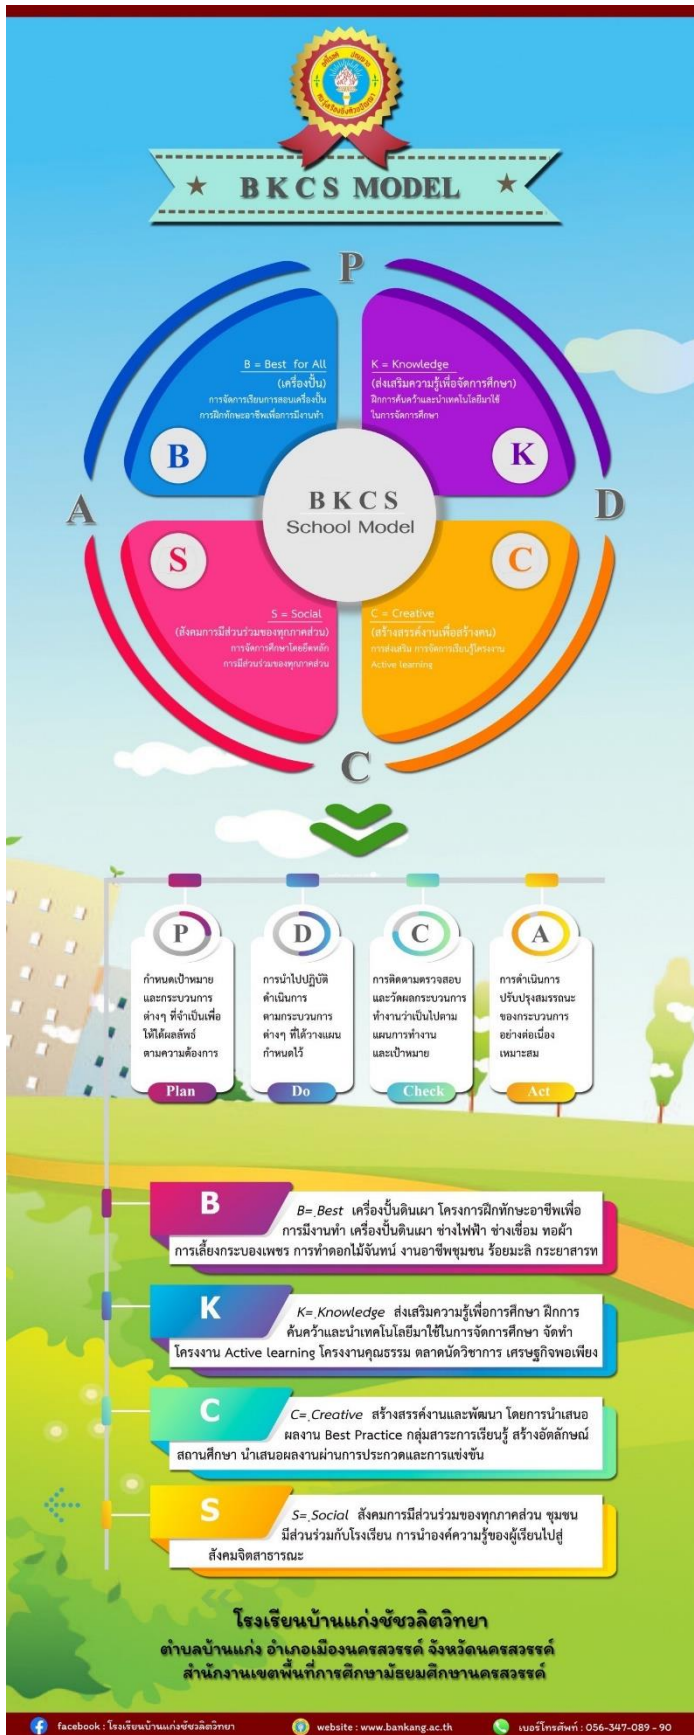 BKCS MODEL
P
B = Best for All
(เครื่องปั้น)
การจัดการเรียนการสอนเครื่องปั้น
การฝึกทักษะอาชีพเพื่อการมีงานทำ
B
K = Knowledge
(ส่งเสริมความรู้เพื่อจัดการศึกษา)
ฝึกการค้นคว้าและนำเทคโนโลยีมาใช้
ในการจัดการศึกษา
K
A
BKCS
School Model
D
S
S = Social
(สังคมการมีส่วนร่วมของทุกภาคส่วน)
การจัดการศึกษาโดยยึดหลัก
การมีส่วนร่วมของทุกภาคส่วน
C
C = Creative
(สร้างสรรค์งานเพื่อสร้างคน)
การส่งเสริม การจัดการเรียนรู้โครงงาน
Active learning
C
P
กำหนดเป้าหมาย
และกระบวนการ
ต่างๆ ที่จำเป็นเพื่อ
ให้ได้ผลลัพธ์
ตามความต้องการ
Plan
D
การนำไปปฏิบัติ
ดำเนินการ
ตามกระบวนการ
ต่างๆ ที่ได้วางแผน
กำหนดไว้
Do
C
การติดตามตรวจสอบ
และวัดผลกระบวนการ
ทำงานว่าเป็นไปตาม
แผนการทำงาน
และเป้าหมาย
Check
A
การดำเนินการ
ปรับปรุงสมรรถนะ
ของกระบวนการ
อย่างต่อเนื่อง
เหมาะสม
Act
B
B= Best เครื่องปั้นดินเผา โครงการฝึกทักษะอาชีพเพื่อ
การมีงานทำ เครื่องปั้นดินเผา ช่างไฟฟ้า ช่างเชื่อม ทอผ้า
การเลี้ยงกระบองเพชร การทำดอกไม้จันทน์ งานอาชีพชุมชน ร้อยมะลิ กระยาสารท
K
K= Knowledge ส่งเสริมความรู้เพื่อการศึกษา ฝึกการ
ค้นคว้าและนำเทคโนโลยีมาใช้ในการจัดการศึกษา จัดทำ
โครงงาน Active learning โครงงานคุณธรรม ตลาดนัดวิชาการ เศรษฐกิจพอเพียง
C
C= Creative สร้างสรรค์งานและพัฒนา โดยการนำเสนอ
ผลงาน Best Practice กลุ่มสาระการเรียนรู้ สร้างอัตลักษณ์
สถานศึกษา นำเสนอผลงานผ่านการประกวดและการแข่งขัน
S
S= Social สังคมการมีส่วนร่วมของทุกภาคส่วน ชุมชน
มีส่วนร่วมกับโรงเรียน การนำองค์ความรู้ของผู้เรียนไปสู่
สังคมจิตสาธารณะ
โรงเรียนบ้านแก่งชัชวลิตวิทยา
ตำบลบ้านแก่ง อำเภอเมืองนครสวรรค์ จังหวัดนครสวรรค์
สำนักงานเขตพื้นที่การศึกษามัธยมศึกษานครสวรรค์
facebook : โรงเรียนบ้านแก่งชัชวลิตวิทยา
website : www.bankang.ac.th
เบอร์โทรศัพท์ : 056-347-089 - 90